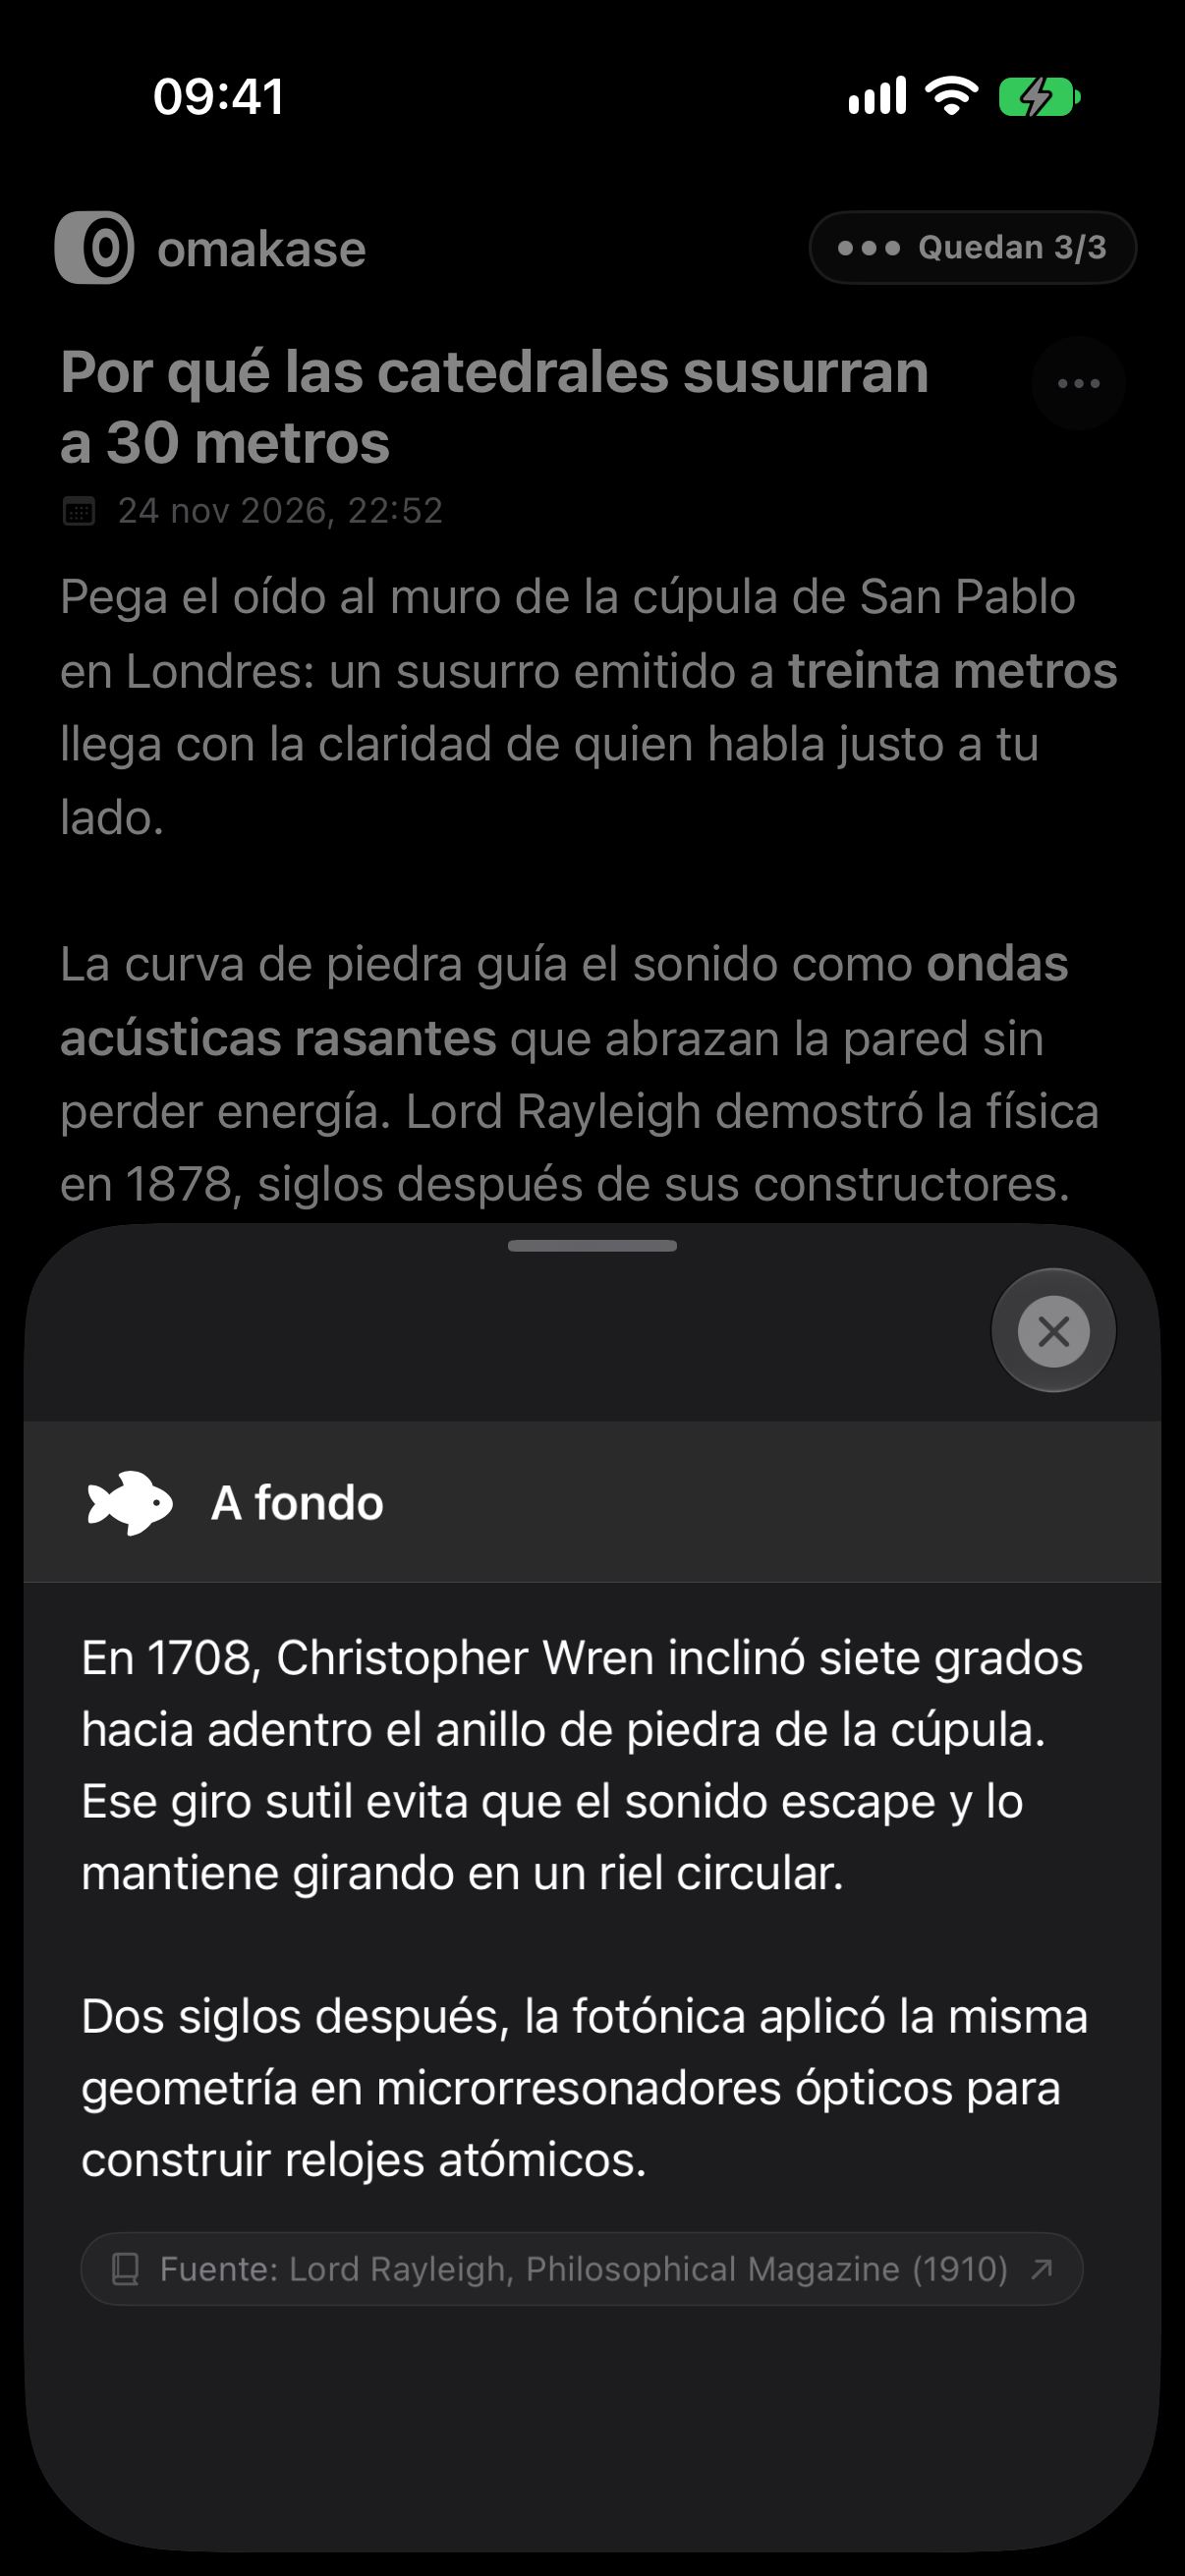 09:41
omakase
Quedan 3/3
Por qué las catedrales susurran
a 30 metros
24 nov 2026, 22:52
Pega el oído al muro de la cúpula de San Pablo
en Londres: un susurro emitido a treinta metros
llega con la claridad de quien habla justo a tu
lado.
La curva de piedra guía el sonido como ondas
acústicas rasantes que abrazan la pared sin
perder energía. Lord Rayleigh demostró la física
en 1878, siglos después de sus constructores.
A fondo
En 1708, Christopher Wren inclinó siete grados
hacia adentro el anillo de piedra de la cúpula.
Ese giro sutil evita que el sonido escape y lo
mantiene girando en un riel circular.
Dos siglos después, la fotónica aplicó la misma
geometría en microrresonadores ópticos para
construir relojes atómicos.
Fuente: Lord Rayleigh, Philosophical Magazine (1910)